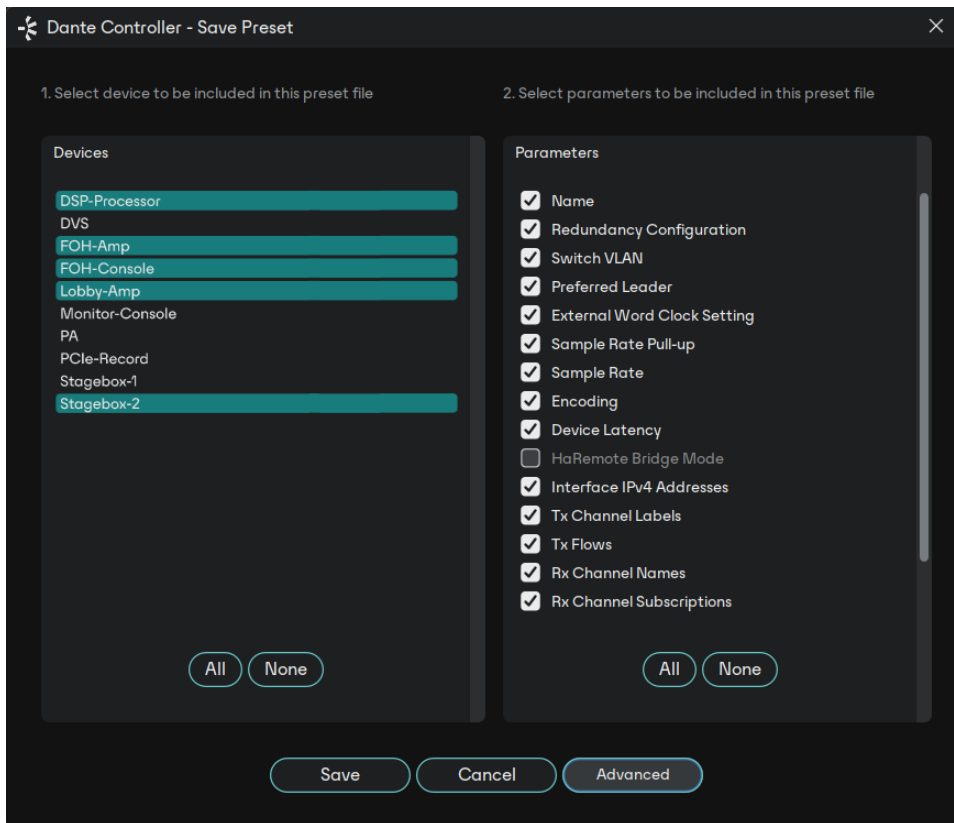 Dante Controller - Save Preset
1. Select device to be included in this preset file
2. Select parameters to be included in this preset file
Devices
DSP-Processor
DVS
FOH-Amp
FOH-Console
Lobby-Amp
Monitor-Console
PA
PCIe-Record
Stagebox-1
Stagebox-2
All
None
Parameters
Name
Redundancy Configuration
Switch VLAN
Preferred Leader
External Word Clock Setting
Sample Rate Pull-up
Sample Rate
Encoding
Device Latency
HaRemote Bridge Mode
Interface IPv4 Addresses
Tx Channel Labels
Tx Flows
Rx Channel Names
Rx Channel Subscriptions
All
None
Save
Cancel
Advanced